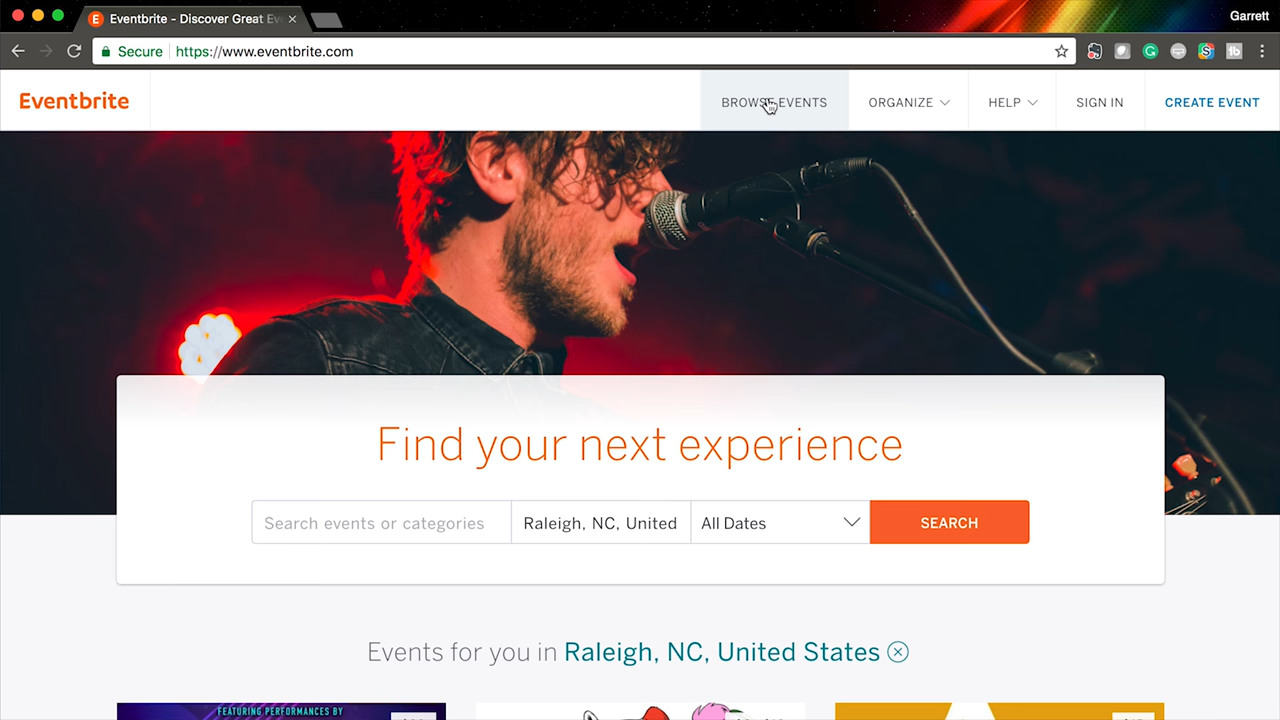 Eventbrite - Discover Great Ev
Garrett
Secure https://www.eventbrite.com
Eventbrite
BROWSE EVENTS
ORGANIZE
HELP
SIGN IN
CREATE EVENT
Find your next experience
Search events or categories
Raleigh, NC, United
All Dates
SEARCH
Events for you in Raleigh, NC, United States
FEATURING PERFORMANCES BY